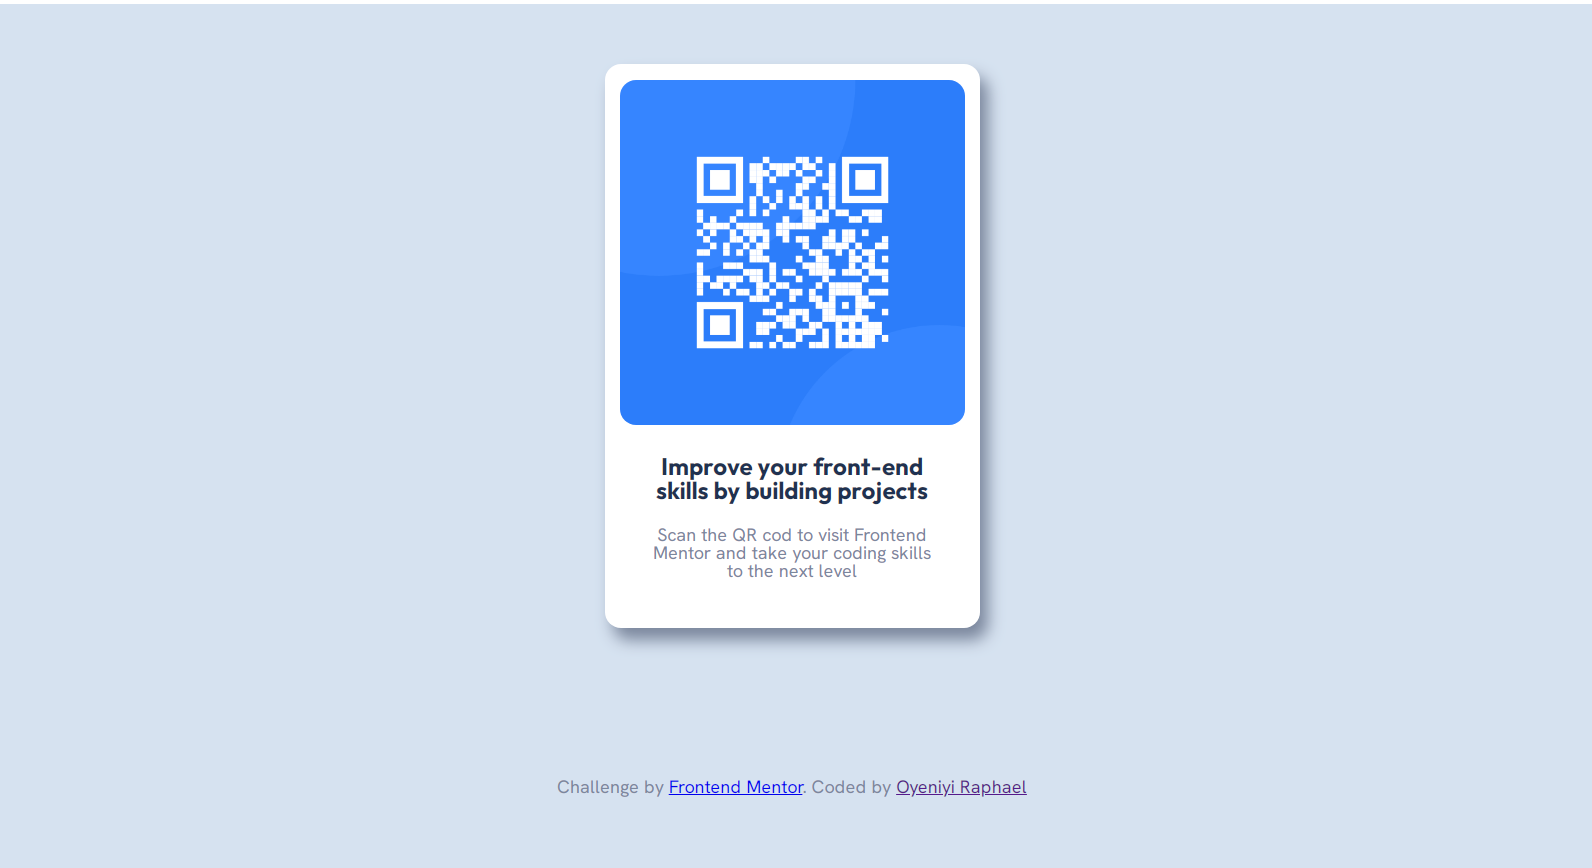 Improve your front-end
skills by building projects
Scan the QR cod to visit Frontend
Mentor and take your coding skills
to the next level
Challenge by Frontend Mentor. Coded by Oyeniyi Raphael